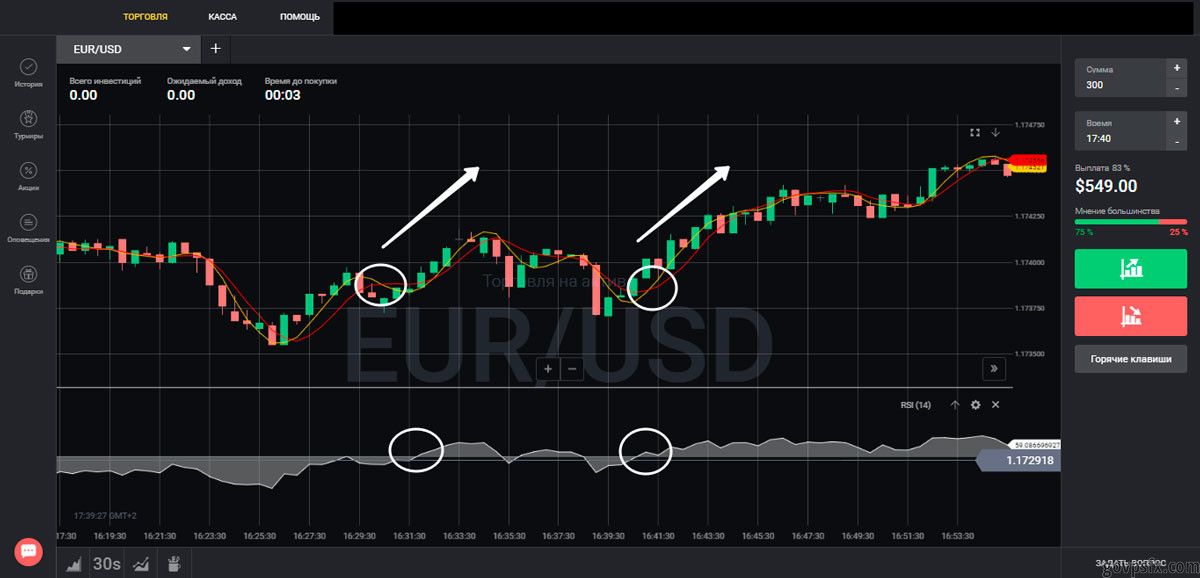 ТОРГОВЛЯ КАССА ПОМОЩЬ
EUR/USD +
Всего инвестиций Ожидаемый доход Время до покупки
0.00 0.00 00:03
История
Турниры
Акции
Оповещения
Подарки
1.174750
1.174250
1.174000
1.173750
1.173500
Торговля на актив
EUR/USD
+ −
»
RSI (14)
59.08669692
1.172918
17:39:27 GMT+2
17:30 16:19:30 16:21:30 16:23:30 16:25:30 16:27:30 16:29:30 16:31:30 16:33:30 16:35:30 16:37:30 16:39:30 16:41:30 16:43:30 16:45:30 16:47:30 16:49:30 16:51:30 16:53:30
30s
Сумма +
300 -
Время +
17:40 -
Выплата 83 %
$549.00
Мнение большинства
75 % 25 %
Горячие клавиши
ЗАДАТЬ ВОПРОС
govpsfx.com